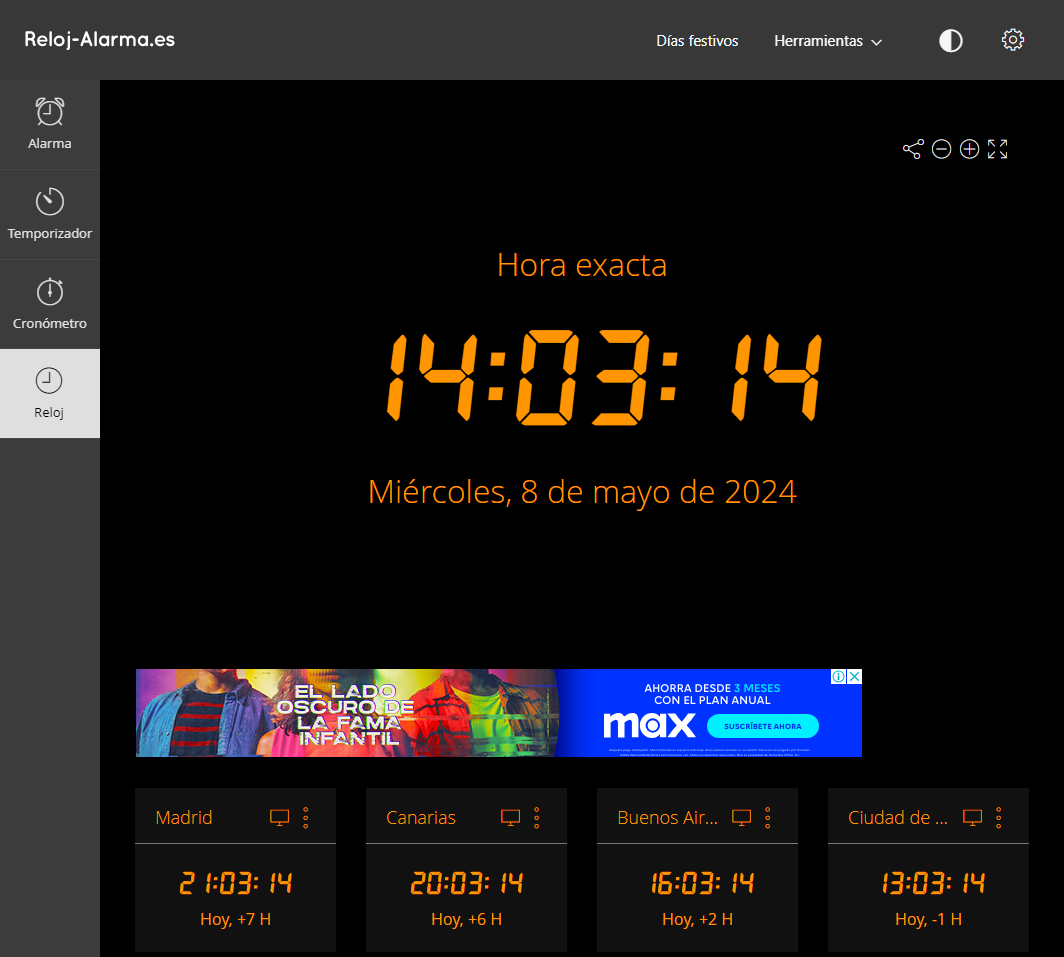 Reloj-Alarma.es
Días festivos
Herramientas
Alarma
Temporizador
Cronómetro
Reloj
Hora exacta
14:03:14
Miércoles, 8 de mayo de 2024
EL LADO
OSCURO DE
LA FAMA
INFANTIL
AHORRA DESDE 3 MESES
CON EL PLAN ANUAL
max
SUSCRÍBETE AHORA
Madrid
21:03:14
Hoy, +7 H
Canarias
20:03:14
Hoy, +6 H
Buenos Air...
16:03:14
Hoy, +2 H
Ciudad de ...
13:03:14
Hoy, -1 H